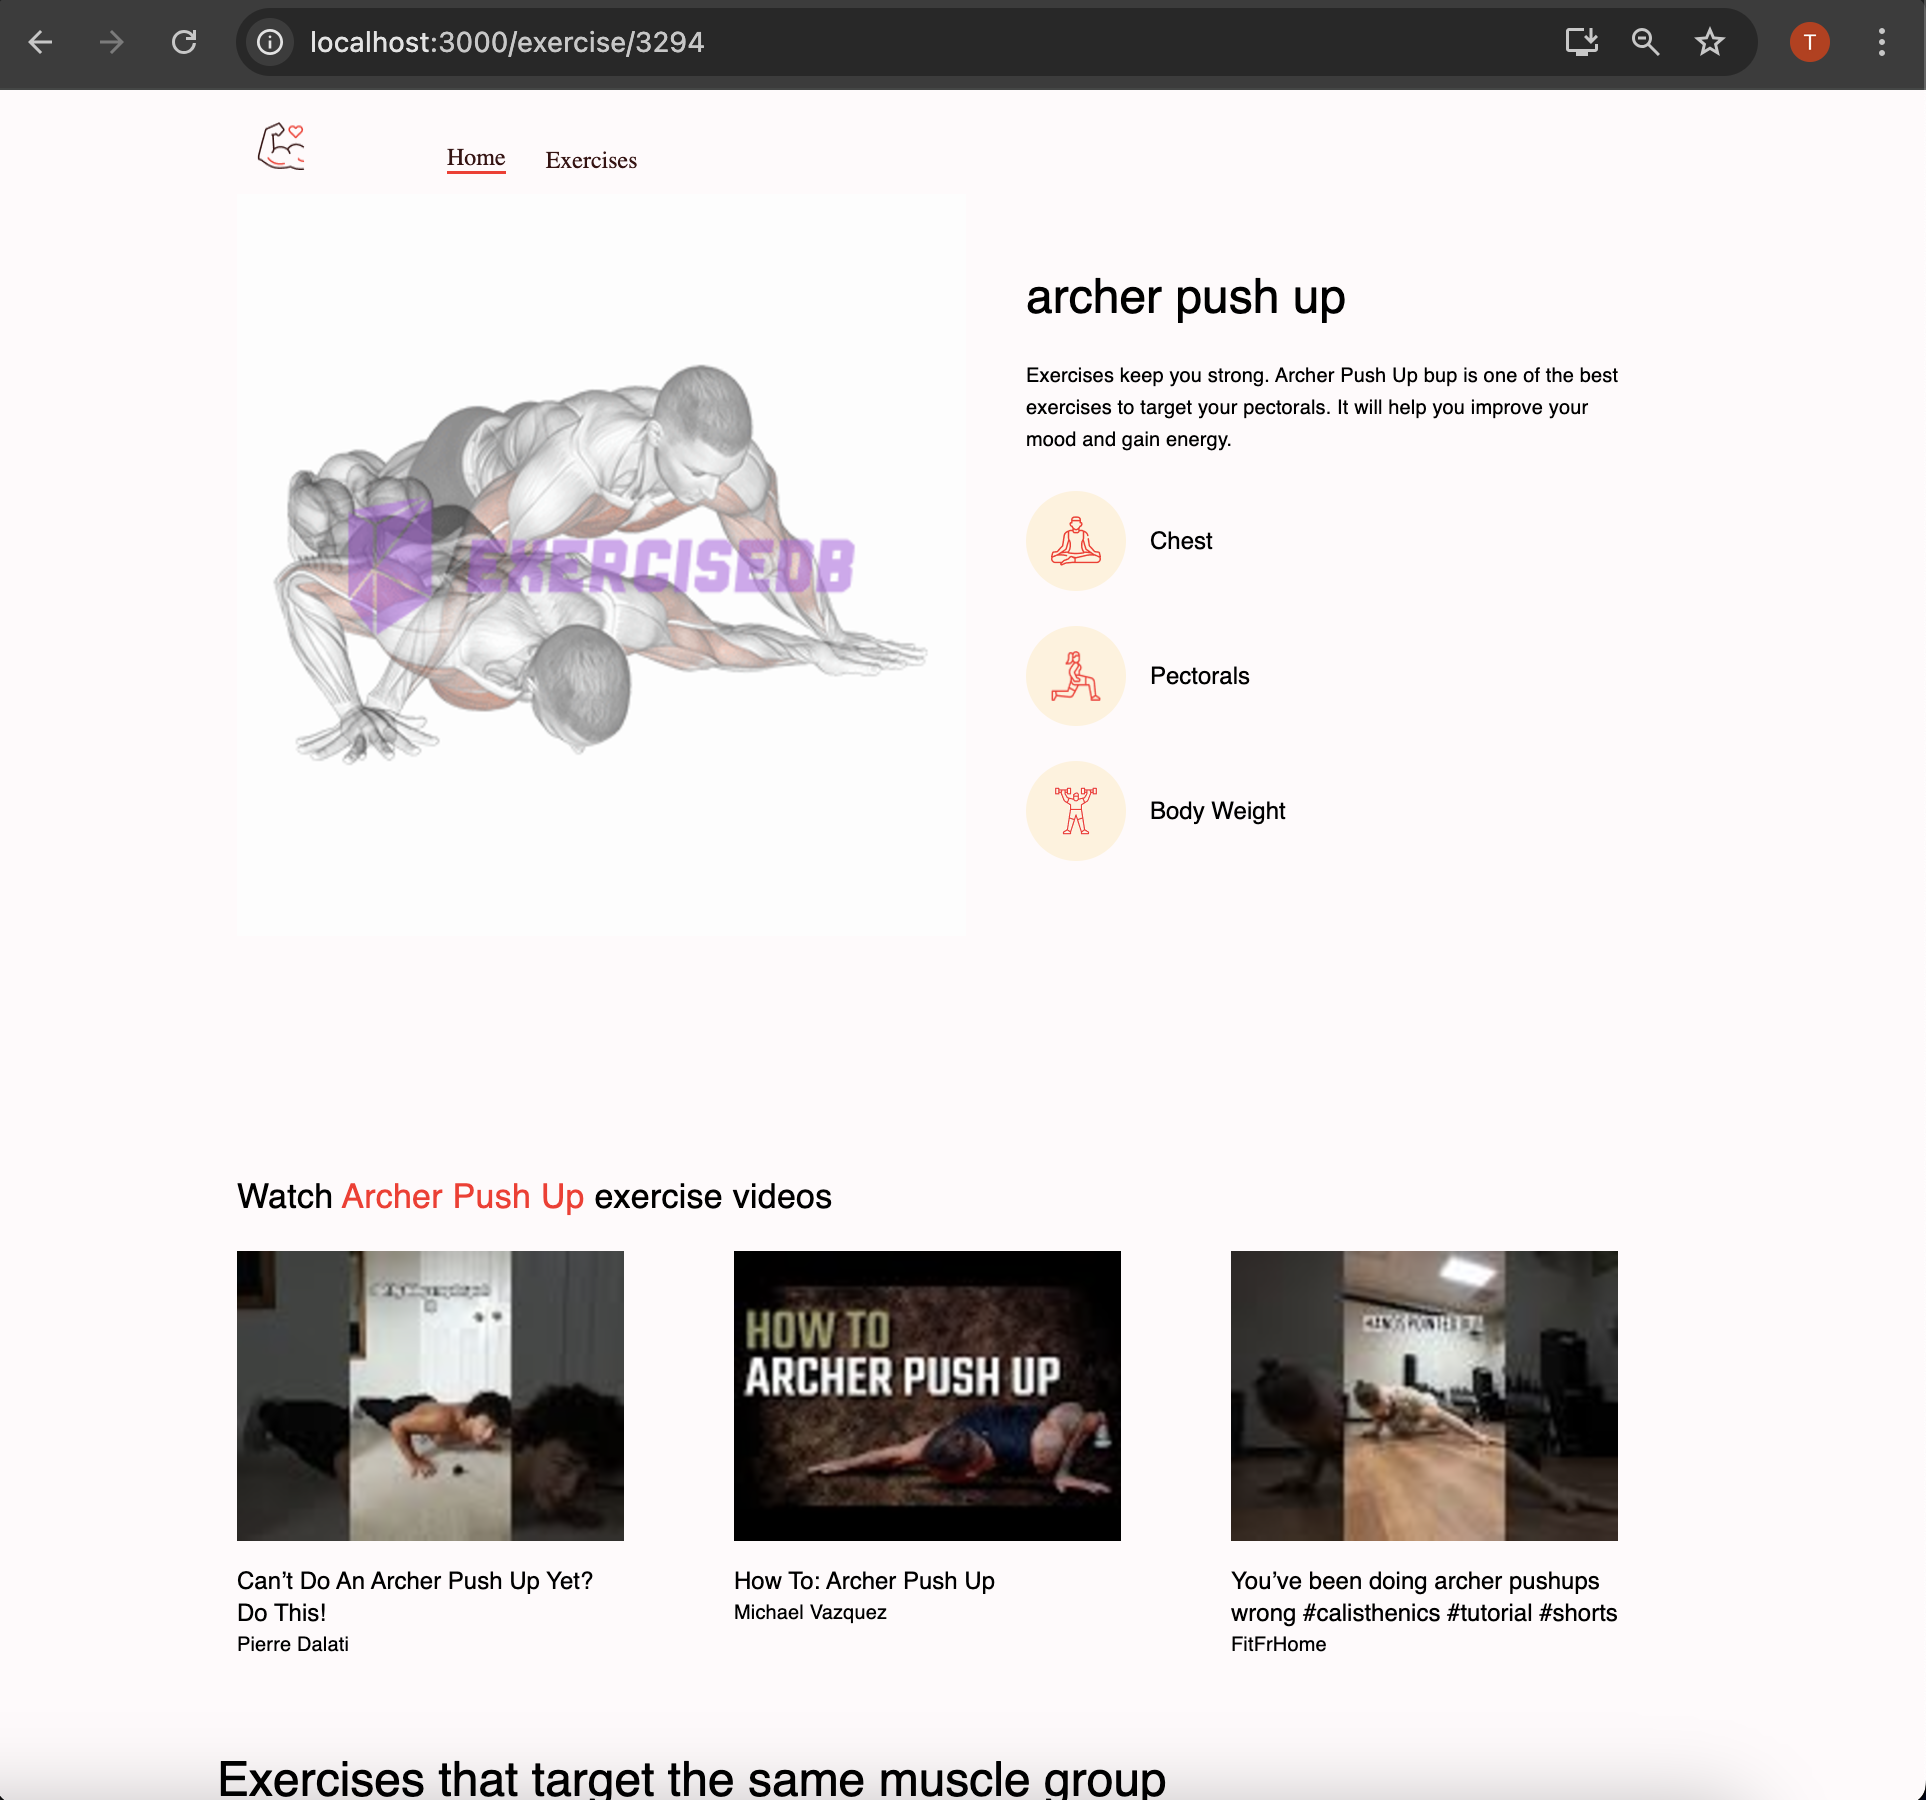 localhost:3000/exercise/3294
T
Home Exercises
archer push up
Exercises keep you strong. Archer Push Up bup is one of the best
exercises to target your pectorals. It will help you improve your
mood and gain energy.
EXERCISEDB
Chest
Pectorals
Body Weight
Watch Archer Push Up exercise videos
HOW TO
ARCHER PUSH UP
HANDS POINTED
Can’t Do An Archer Push Up Yet?
Do This!
Pierre Dalati
How To: Archer Push Up
Michael Vazquez
You’ve been doing archer pushups
wrong #calisthenics #tutorial #shorts
FitFrHome
Exercises that target the same muscle group